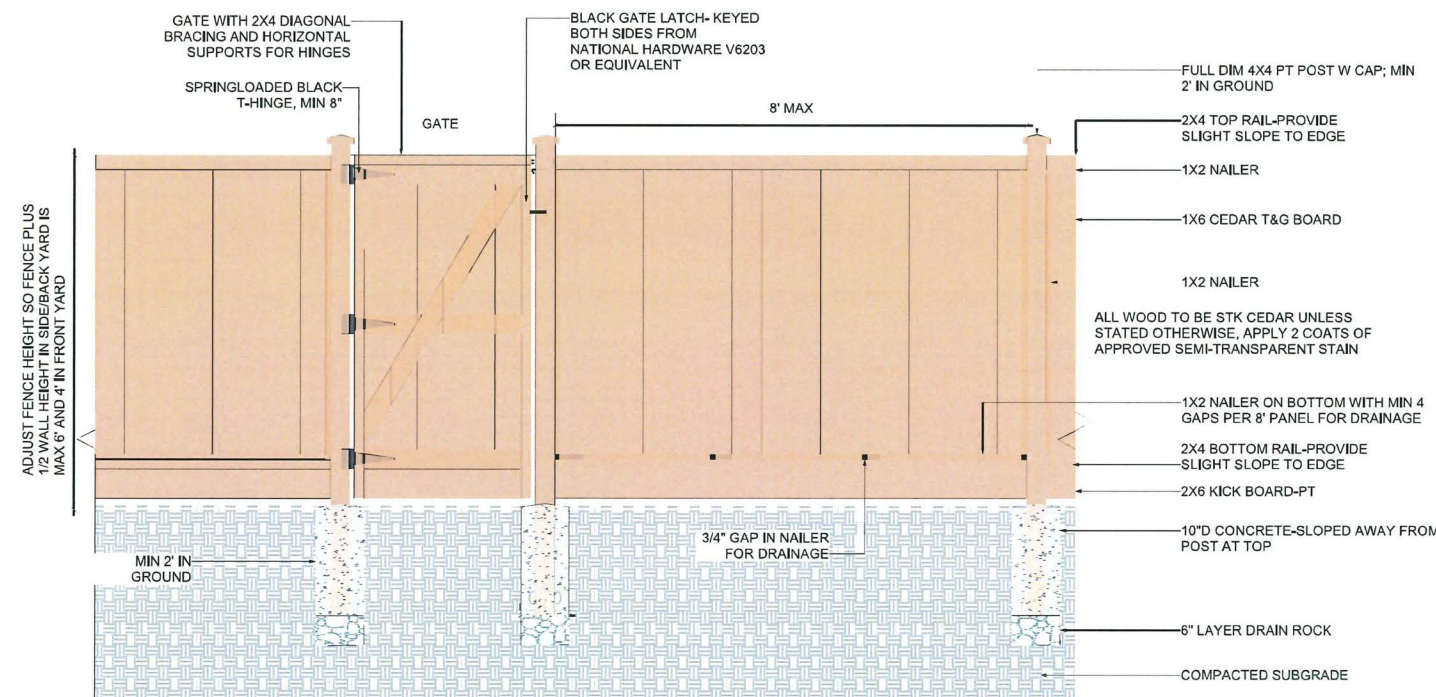 GATE WITH 2X4 DIAGONAL
BRACING AND HORIZONTAL
SUPPORTS FOR HINGES
SPRINGLOADED BLACK
T-HINGE, MIN 8"
GATE
BLACK GATE LATCH- KEYED
BOTH SIDES FROM
NATIONAL HARDWARE V6203
OR EQUIVALENT
8' MAX
FULL DIM 4X4 PT POST W CAP; MIN
2' IN GROUND
2X4 TOP RAIL-PROVIDE
SLIGHT SLOPE TO EDGE
1X2 NAILER
1X6 CEDAR T&G BOARD
1X2 NAILER
ALL WOOD TO BE STK CEDAR UNLESS
STATED OTHERWISE, APPLY 2 COATS OF
APPROVED SEMI-TRANSPARENT STAIN
1X2 NAILER ON BOTTOM WITH MIN 4
GAPS PER 8' PANEL FOR DRAINAGE
2X4 BOTTOM RAIL-PROVIDE
SLIGHT SLOPE TO EDGE
2X6 KICK BOARD-PT
10"D CONCRETE-SLOPED AWAY FROM
POST AT TOP
6" LAYER DRAIN ROCK
COMPACTED SUBGRADE
3/4" GAP IN NAILER
FOR DRAINAGE
MIN 2' IN
GROUND
ADJUST FENCE HEIGHT SO FENCE PLUS
1/2 WALL HEIGHT IN SIDE/BACK YARD IS
MAX 6' AND 4' IN FRONT YARD